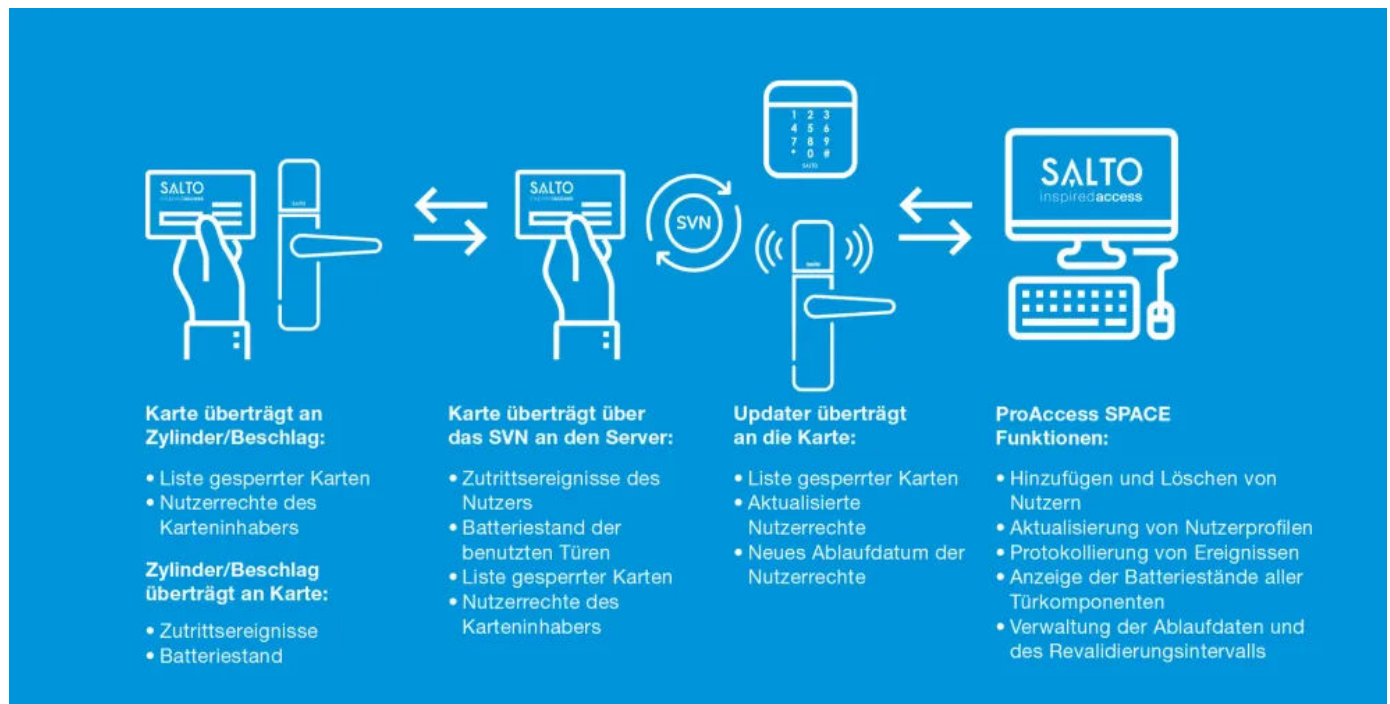 SALTO
inspiredaccess
salto
SALTO
inspiredaccess
SVN
1 2 3
4 5 6
7 8 9
* 0 #
SALTO
salto
SALTO
inspiredaccess
Karte überträgt an
Zylinder/Beschlag:
• Liste gesperrter Karten
• Nutzerrechte des
Karteninhabers
Zylinder/Beschlag
überträgt an Karte:
• Zutrittsereignisse
• Batteriestand
Karte überträgt über
das SVN an den Server:
• Zutrittsereignisse des
Nutzers
• Batteriestand der
benutzten Türen
• Liste gesperrter Karten
• Nutzerrechte des
Karteninhabers
Updater überträgt
an die Karte:
• Liste gesperrter Karten
• Aktualisierte
Nutzerrechte
• Neues Ablaufdatum der
Nutzerrechte
ProAccess SPACE
Funktionen:
• Hinzufügen und Löschen von
Nutzern
• Aktualisierung von Nutzerprofilen
• Protokollierung von Ereignissen
• Anzeige der Batteriestände aller
Türkomponenten
• Verwaltung der Ablaufdaten und
des Revalidierungsintervalls